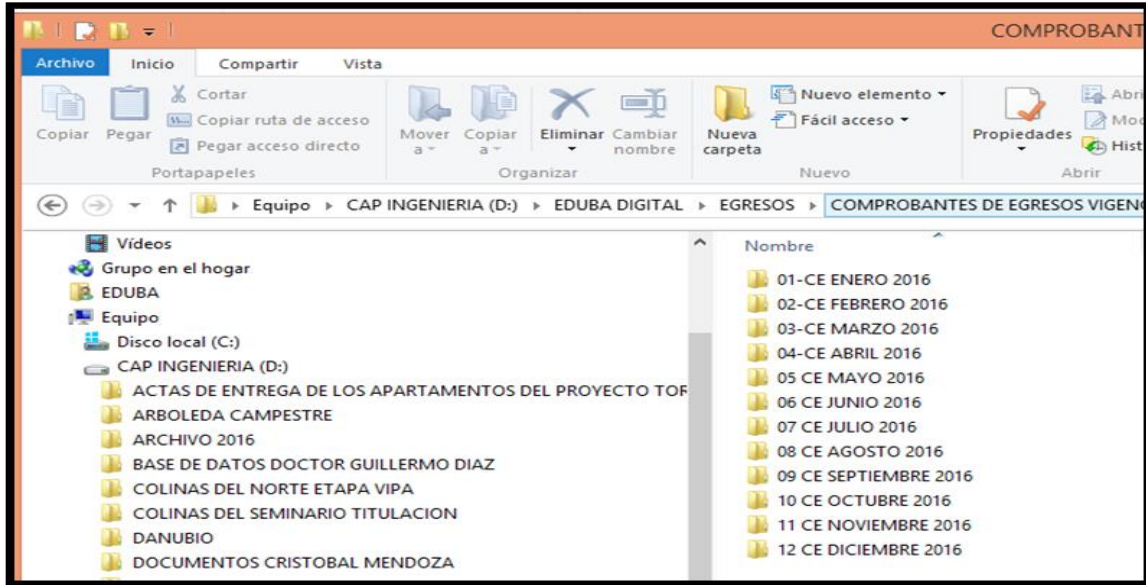 COMPROBANT
Archivo Inicio Compartir Vista
Copiar
Pegar
Cortar
Copiar ruta de acceso
Pegar acceso directo
Portapapeles
Mover a
Copiar a
Eliminar
Cambiar nombre
Organizar
Nueva carpeta
Nuevo elemento
Fácil acceso
Nuevo
Propiedades
Abri
Mod
Hist
Abrir
Equipo CAP INGENIERIA (D:) EDUBA DIGITAL EGRESOS COMPROBANTES DE EGRESOS VIGENC
Vídeos
Grupo en el hogar
EDUBA
Equipo
Disco local (C:)
CAP INGENIERIA (D:)
ACTAS DE ENTREGA DE LOS APARTAMENTOS DEL PROYECTO TOR
ARBOLEDA CAMPESTRE
ARCHIVO 2016
BASE DE DATOS DOCTOR GUILLERMO DIAZ
COLINAS DEL NORTE ETAPA VIPA
COLINAS DEL SEMINARIO TITULACION
DANUBIO
DOCUMENTOS CRISTOBAL MENDOZA
Nombre
01-CE ENERO 2016
02-CE FEBRERO 2016
03-CE MARZO 2016
04-CE ABRIL 2016
05 CE MAYO 2016
06 CE JUNIO 2016
07 CE JULIO 2016
08 CE AGOSTO 2016
09 CE SEPTIEMBRE 2016
10 CE OCTUBRE 2016
11 CE NOVIEMBRE 2016
12 CE DICIEMBRE 2016